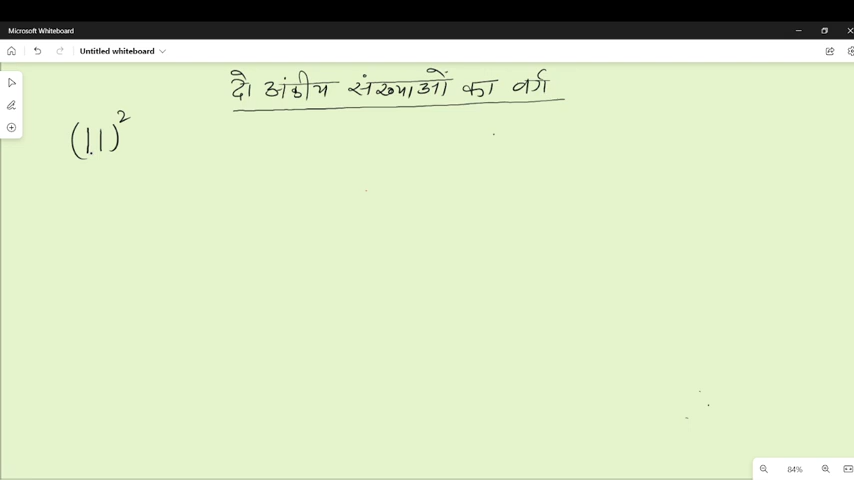 Microsoft Whiteboard
Untitled whiteboard
दो अंकीय संख्याओं का वर्ग
(11)²
84%